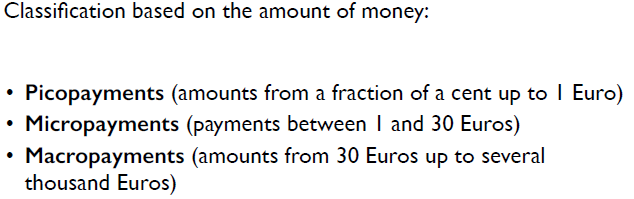 Classification based on the amount of money:
• Picopayments (amounts from a fraction of a cent up to 1 Euro)
• Micropayments (payments between 1 and 30 Euros)
• Macropayments (amounts from 30 Euros up to several
thousand Euros)